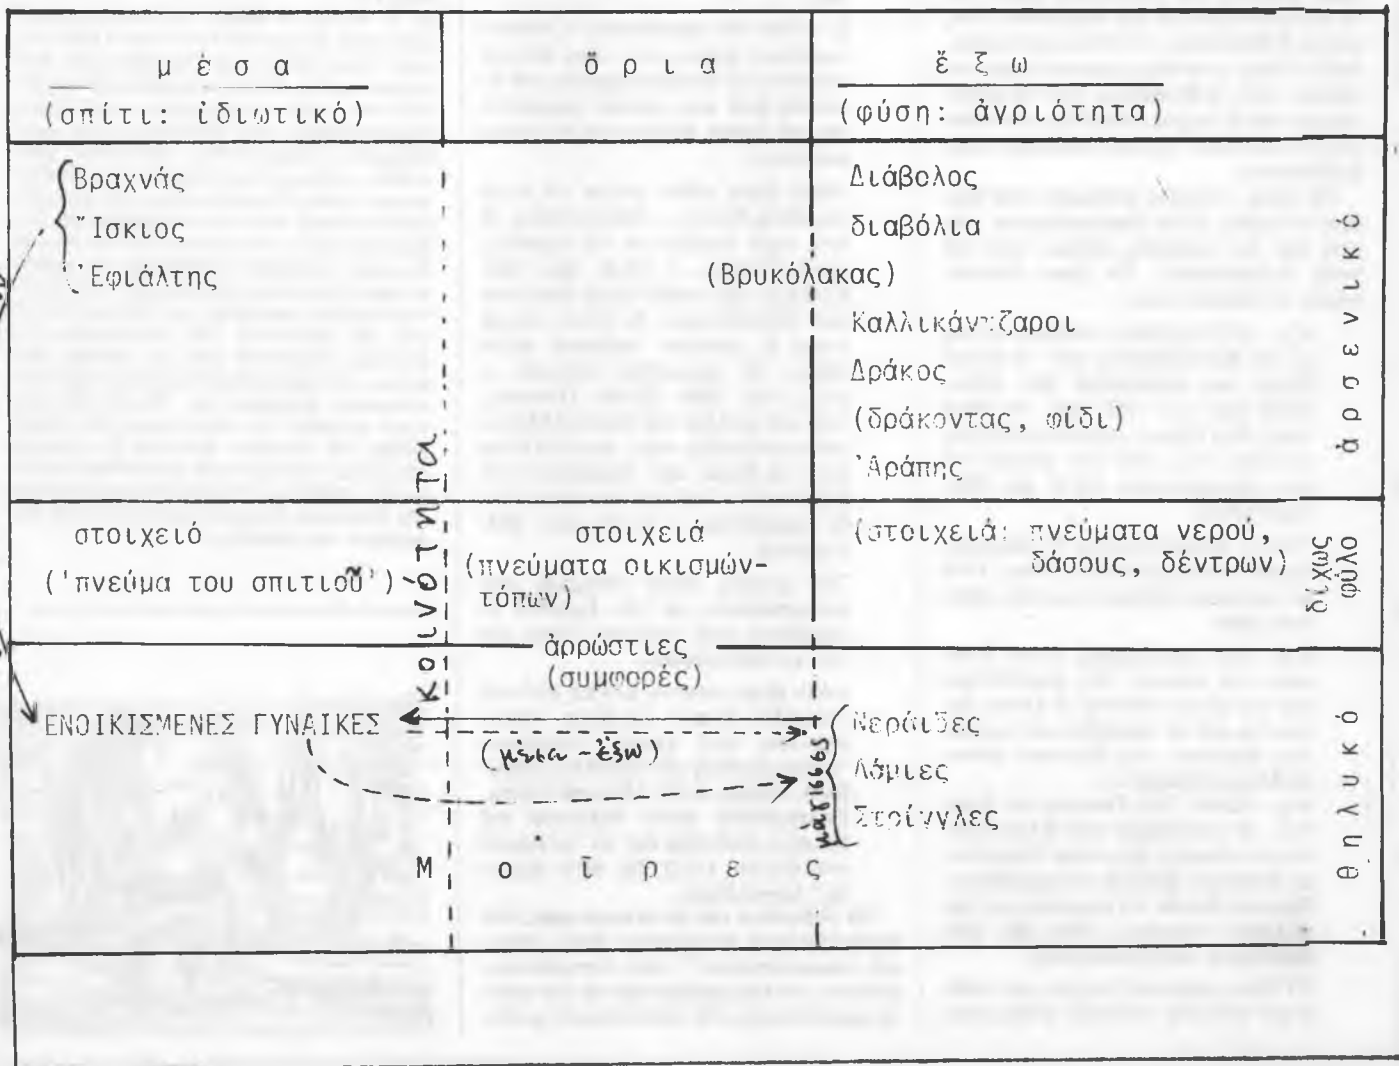 μ έ σ α
(σπίτι: ἰδιωτικό)
ὅ ρ ι α
ἔ ξ ω
(φύση: ἀγριότητα)
Βραχνάς
Ἴσκιος
Ἐφιάλτης
Διάβολος
διαβόλια
(Βρυκόλακας)
Καλλικάντζαροι
Δράκος
(δράκοντας, φίδι)
Ἀράπης
ἀρσενικό
κοινότητα
στοιχειό
('πνεύμα του σπιτιοῦ')
στοιχειά
(πνεύματα οικισμών-
τόπων)
(στοιχειά: πνεύματα νερού,
δάσους, δέντρων)
δίχως
φύλο
ἀρρώστιες
(συμφορές)
ΕΝΟΙΚΙΣΜΕΝΕΣ ΓΥΝΑΙΚΕΣ
(μέσα - ἔξω)
μάγισσες
Νεράιδες
Λάμιες
Στρίγγλες
Μ ο ῖ ρ ε ς
θηλυκό